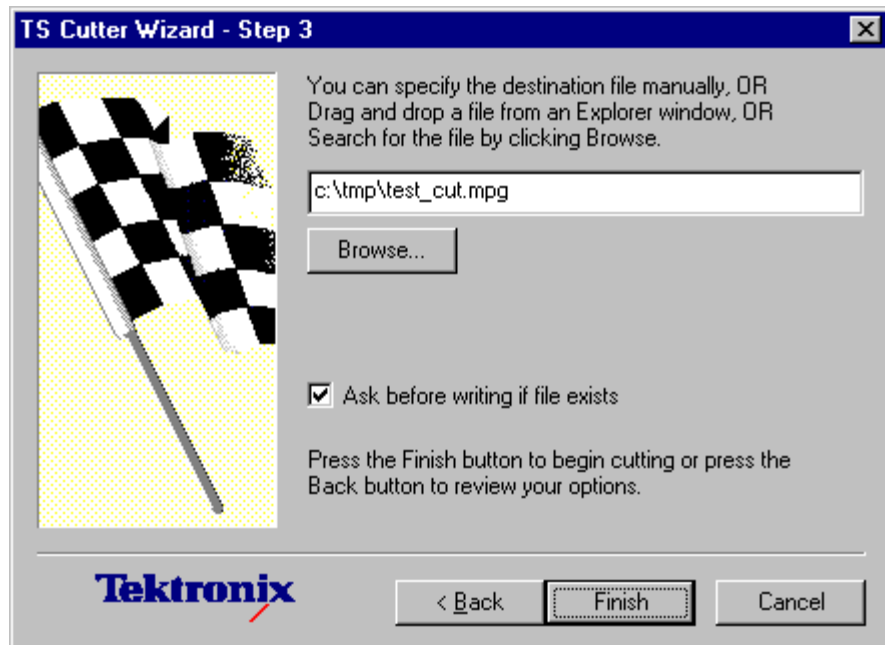 TS Cutter Wizard - Step 3
You can specify the destination file manually, OR
Drag and drop a file from an Explorer window, OR
Search for the file by clicking Browse.
c:\tmp\test_cut.mpg
Browse...
Ask before writing if file exists
Press the Finish button to begin cutting or press the
Back button to review your options.
Tektronix
< Back
Finish
Cancel